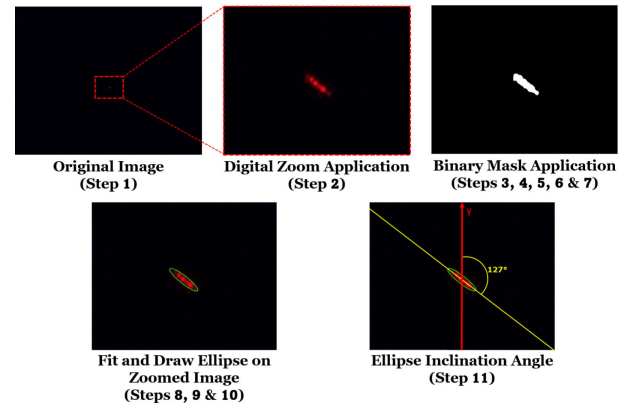 Original Image
(Step 1)
Digital Zoom Application
(Step 2)
Binary Mask Application
(Steps 3, 4, 5, 6 & 7)
y
127°
Fit and Draw Ellipse on
Zoomed Image
(Steps 8, 9 & 10)
Ellipse Inclination Angle
(Step 11)